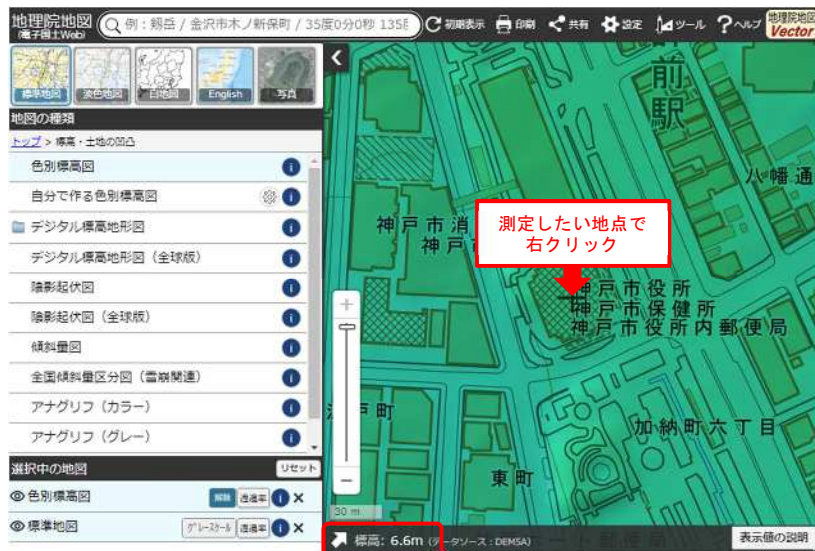 地理院地図
(電子国土Web)
例：剱岳 / 金沢市木ノ新保町 / 35度0分0秒 135
初期表示
印刷
共有
設定
ツール
ヘルプ
地理院地図
Vector
標準地図
淡色地図
白地図
English
写真
地図の種類
トップ > 標高・土地の凹凸
色別標高図
自分で作る色別標高図
デジタル標高地形図
デジタル標高地形図（全球版）
陰影起伏図
陰影起伏図（全球版）
傾斜量図
全国傾斜量区分図（雪崩関連）
アナグリフ（カラー）
アナグリフ（グレー）
選択中の地図
リセット
色別標高図
解除
透過率
標準地図
グレースケール
透過率
前駅
八幡通
神戸市消
神戸市
測定したい地点で
右クリック
神戸市役所
神戸市保健所
神戸市役所内郵便局
戸町
加納町六丁目
東町
30 m
標高: 6.6m (データソース：DEM5A)
表示値の説明